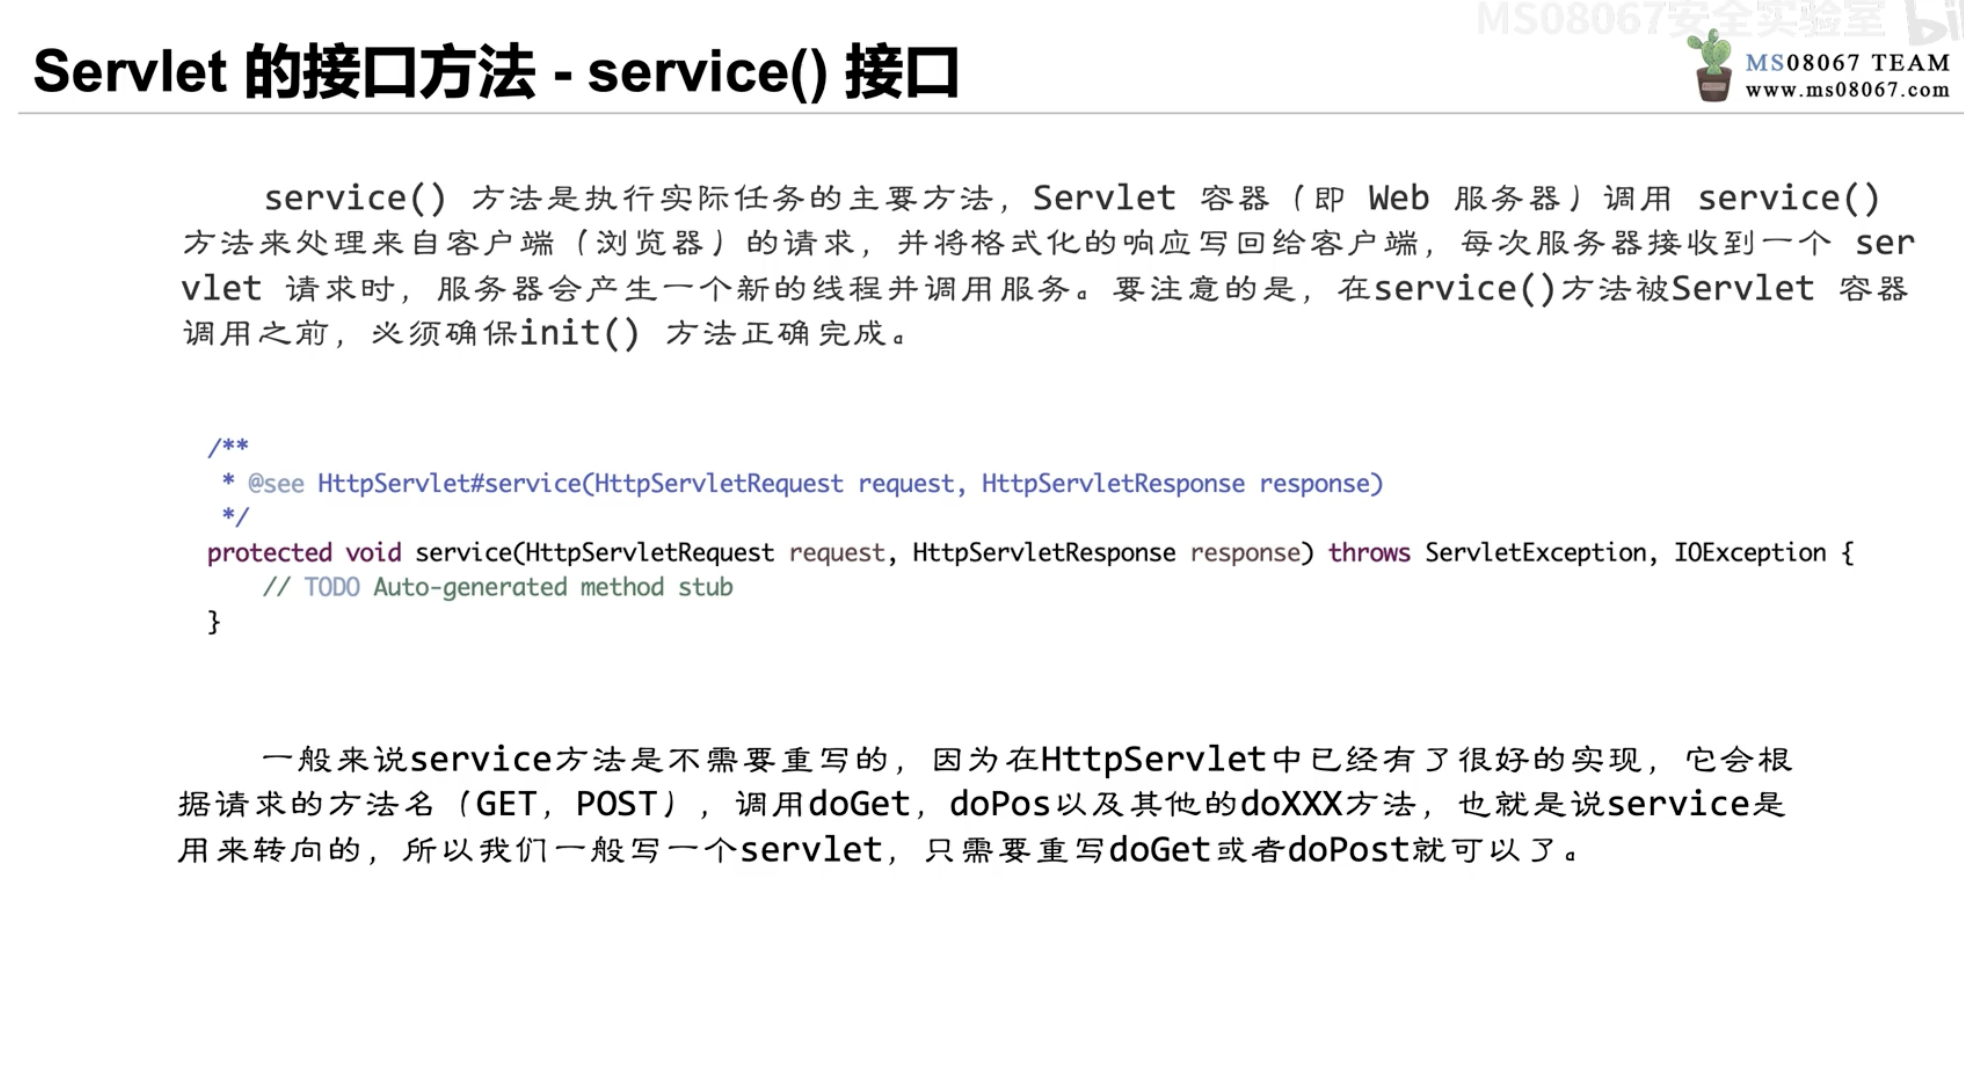 MS08067安全实验室 bili
Servlet 的接口方法 - service() 接口
MS08067 TEAM
www.ms08067.com
service() 方法是执行实际任务的主要方法，Servlet 容器（即 Web 服务器）调用 service()
方法来处理来自客户端（浏览器）的请求，并将格式化的响应写回给客户端，每次服务器接收到一个 ser
vlet 请求时，服务器会产生一个新的线程并调用服务。要注意的是，在service()方法被Servlet 容器
调用之前，必须确保init() 方法正确完成。
/**
* @see HttpServlet#service(HttpServletRequest request, HttpServletResponse response)
*/
protected void service(HttpServletRequest request, HttpServletResponse response) throws ServletException, IOException {
// TODO Auto-generated method stub
}
一般来说service方法是不需要重写的，因为在HttpServlet中已经有了很好的实现，它会根
据请求的方法名（GET，POST），调用doGet，doPos以及其他的doXXX方法，也就是说service是
用来转向的，所以我们一般写一个servlet，只需要重写doGet或者doPost就可以了。